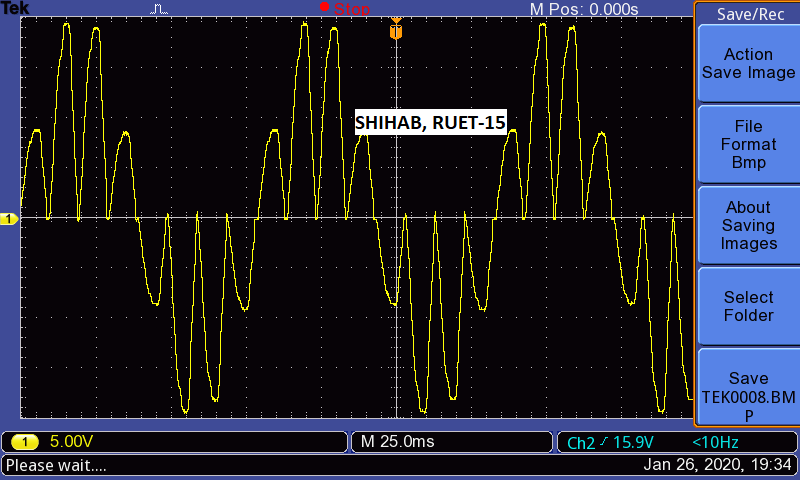 Tek
Stop
M Pos: 0.000s
Save/Rec
T
SHIHAB, RUET-15
1
Action
Save Image
File
Format
Bmp
About
Saving
Images
Select
Folder
Save
TEK0008.BM
P
1 5.00V
M 25.0ms
Ch2 15.9V
<10Hz
Please wait....
Jan 26, 2020, 19:34